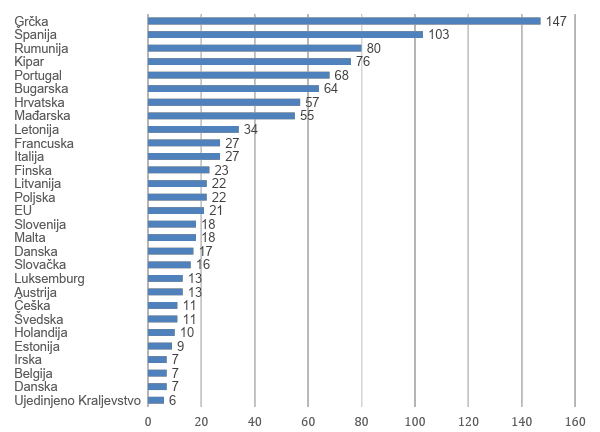 Grčka 147
Španija 103
Rumunija 80
Kipar 76
Portugal 68
Bugarska 64
Hrvatska 57
Mađarska 55
Letonija 34
Francuska 27
Italija 27
Finska 23
Litvanija 22
Poljska 22
EU 21
Slovenija 18
Malta 18
Danska 17
Slovačka 16
Luksemburg 13
Austrija 13
Češka 11
Švedska 11
Holandija 10
Estonija 9
Irska 7
Belgija 7
Danska 7
Ujedinjeno Kraljevstvo 6
0 20 40 60 80 100 120 140 160